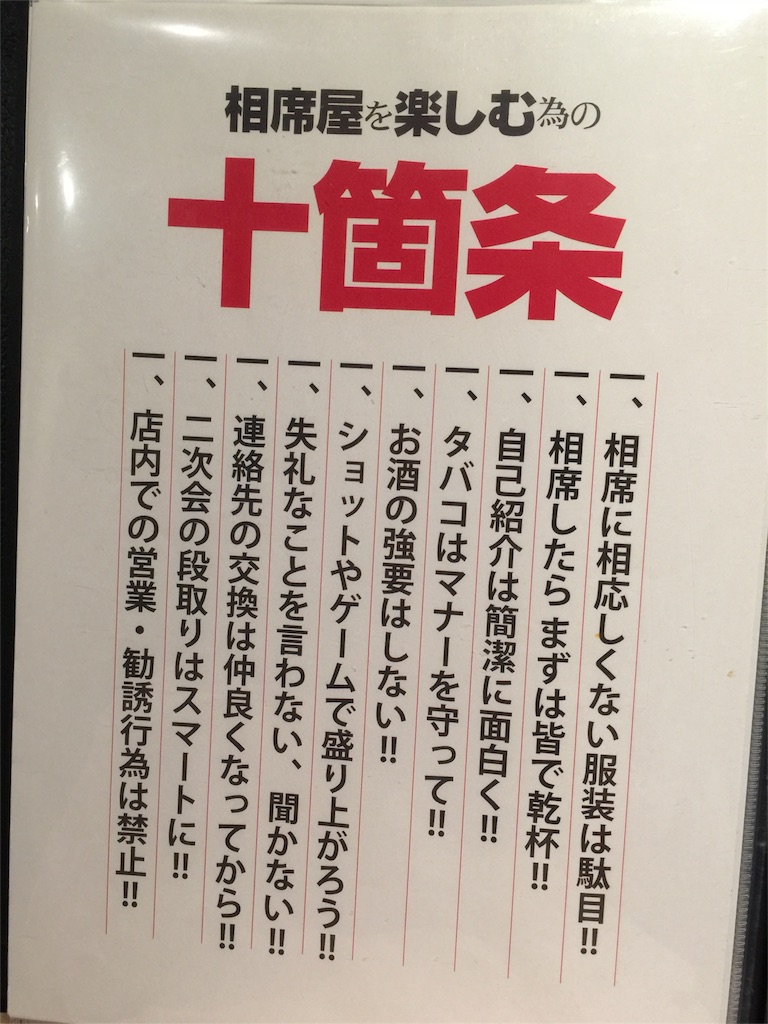 相席屋を楽しむ為の
十箇条
一、相席に相応しくない服装は駄目!!
一、相席したら まずは皆で乾杯!!
一、自己紹介は簡潔に面白く!!
一、タバコはマナーを守って!!
一、お酒の強要はしない!!
一、ショットやゲームで盛り上がろう!!
一、失礼なことを言わない、聞かない!!
一、連絡先の交換は仲良くなってから!!
一、二次会の段取りはスマートに!!
一、店内での営業・勧誘行為は禁止!!